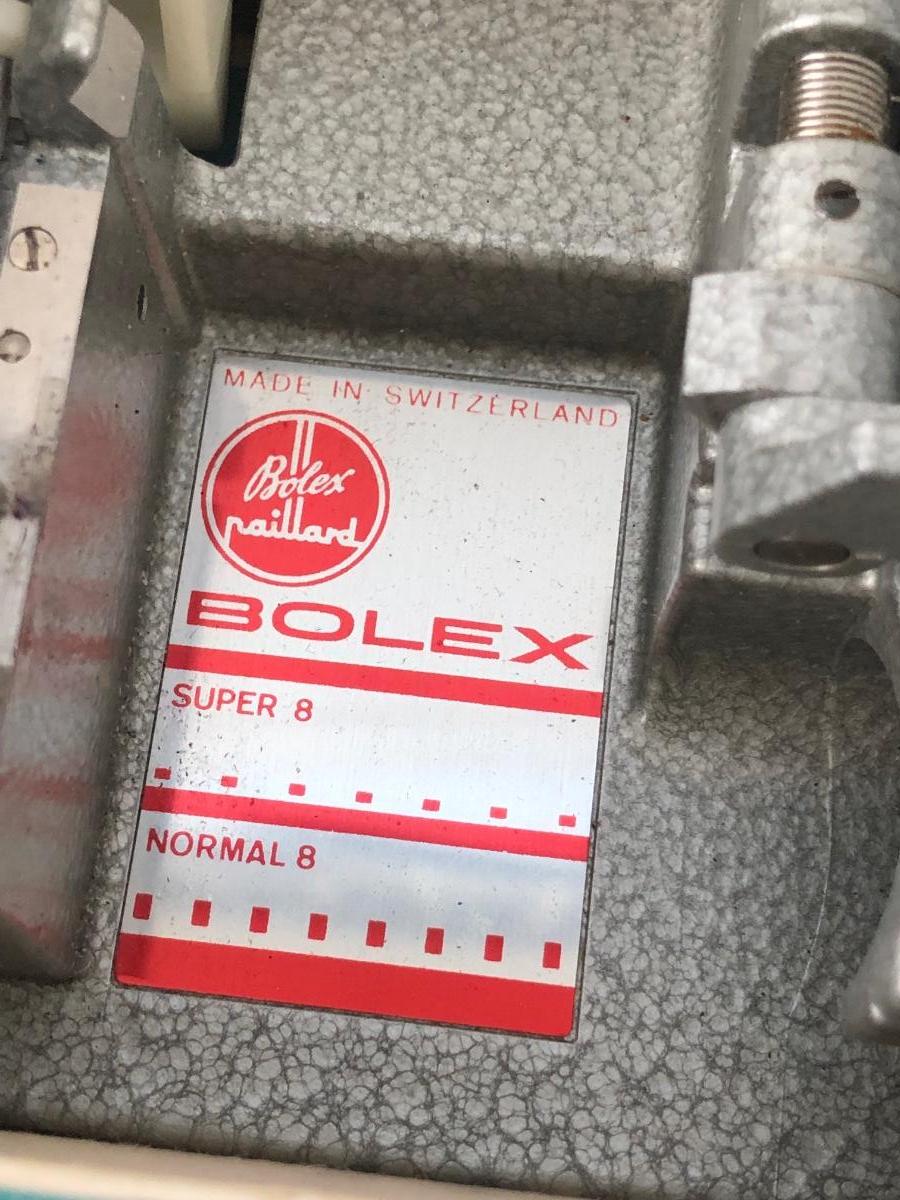 MADE IN SWITZERLAND
Bolex
paillard
BOLEX
SUPER 8
NORMAL 8